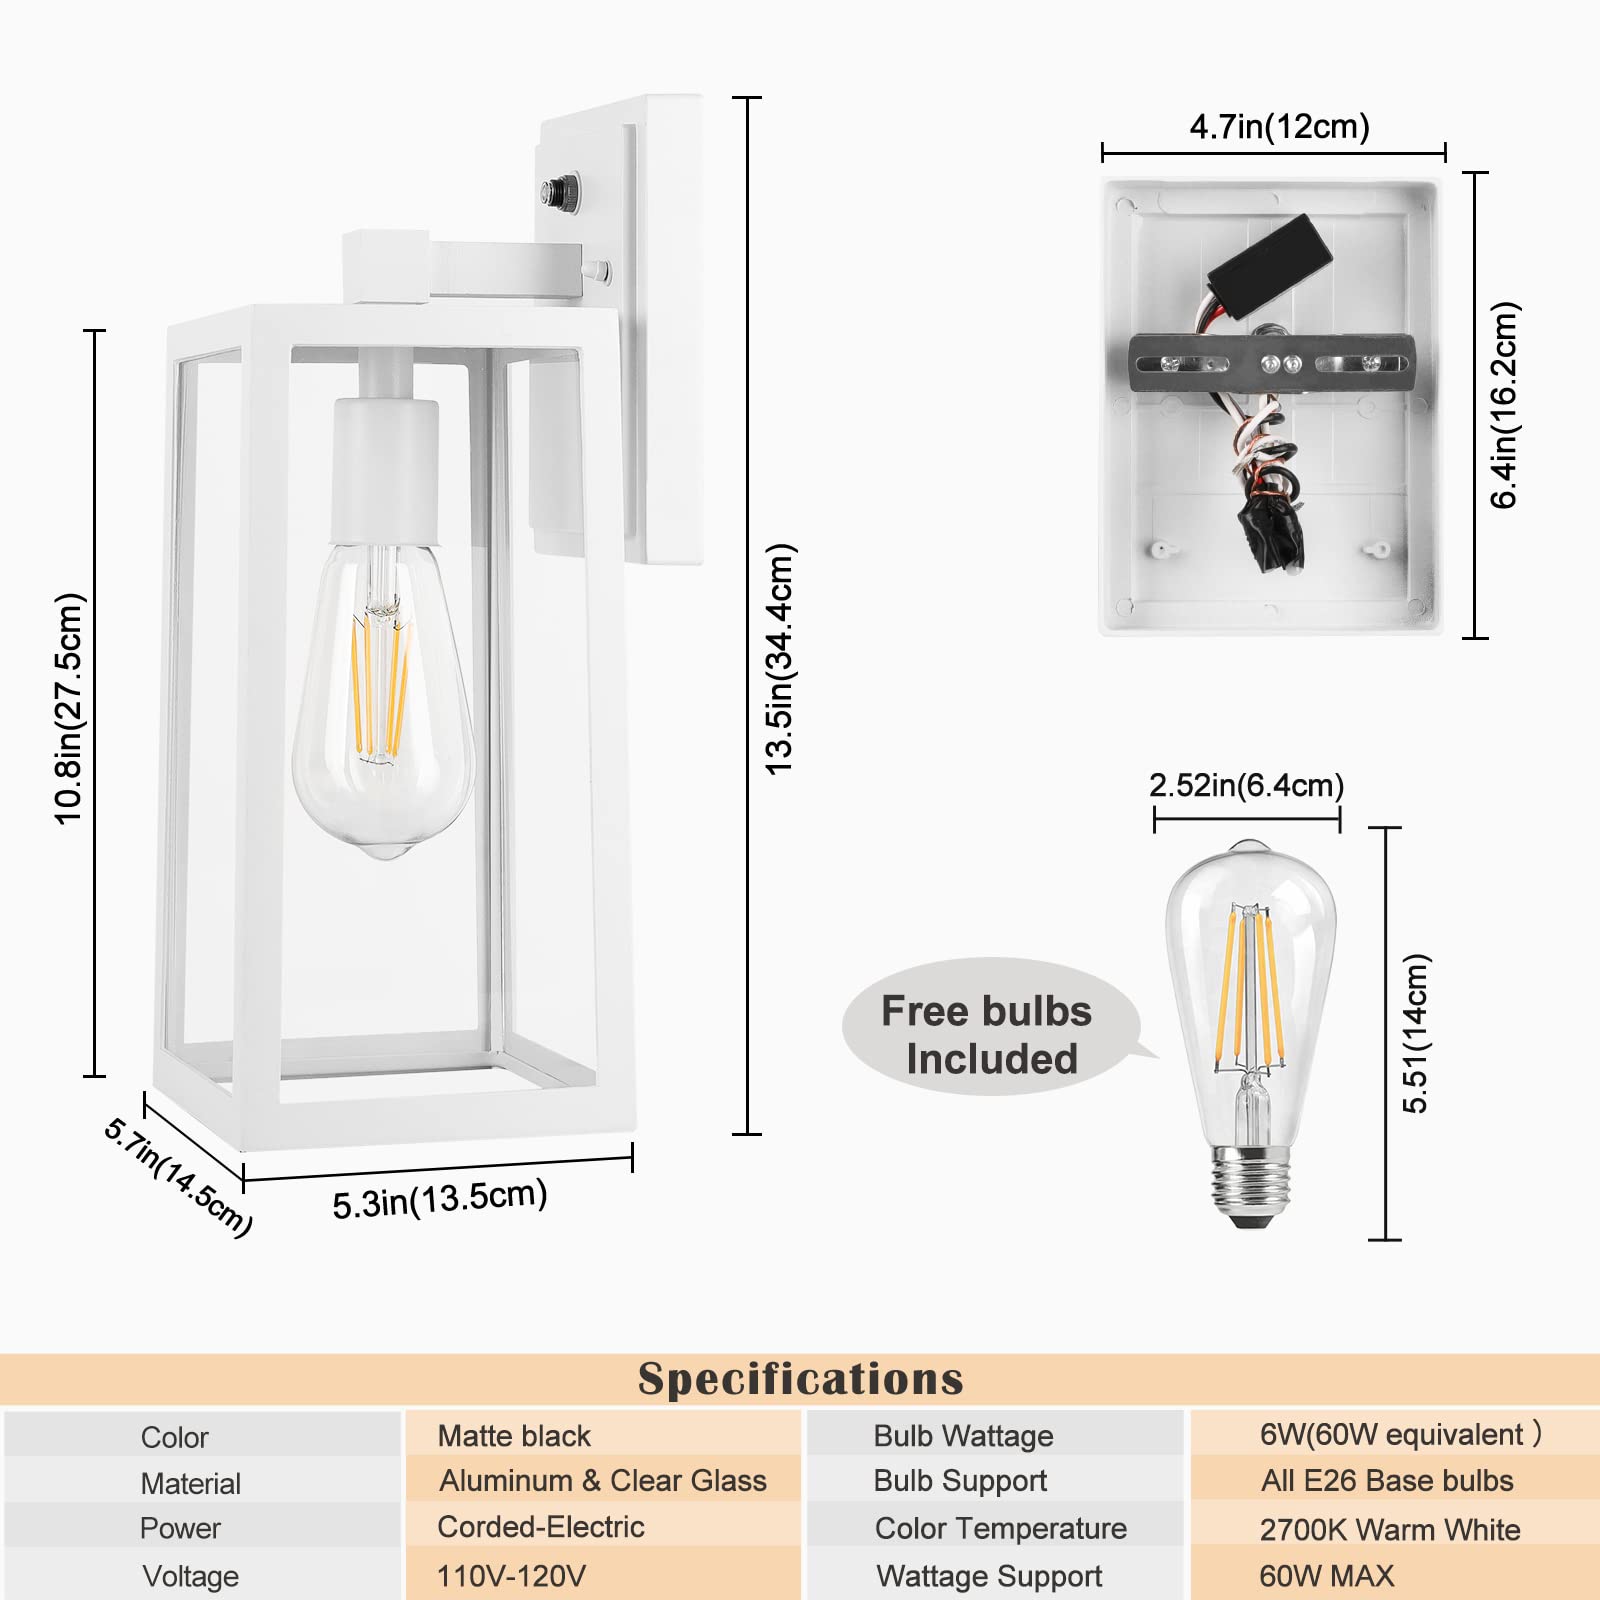 4.7in(12cm)
6.4in(16.2cm)
10.8in(27.5cm)
13.5in(34.4cm)
5.7in(14.5cm)
5.3in(13.5cm)
2.52in(6.4cm)
5.51(14cm)
Free bulbs
Included
Specifications
Color Matte black Bulb Wattage 6W(60W equivalent )
Material Aluminum & Clear Glass Bulb Support All E26 Base bulbs
Power Corded-Electric Color Temperature 2700K Warm White
Voltage 110V-120V Wattage Support 60W MAX